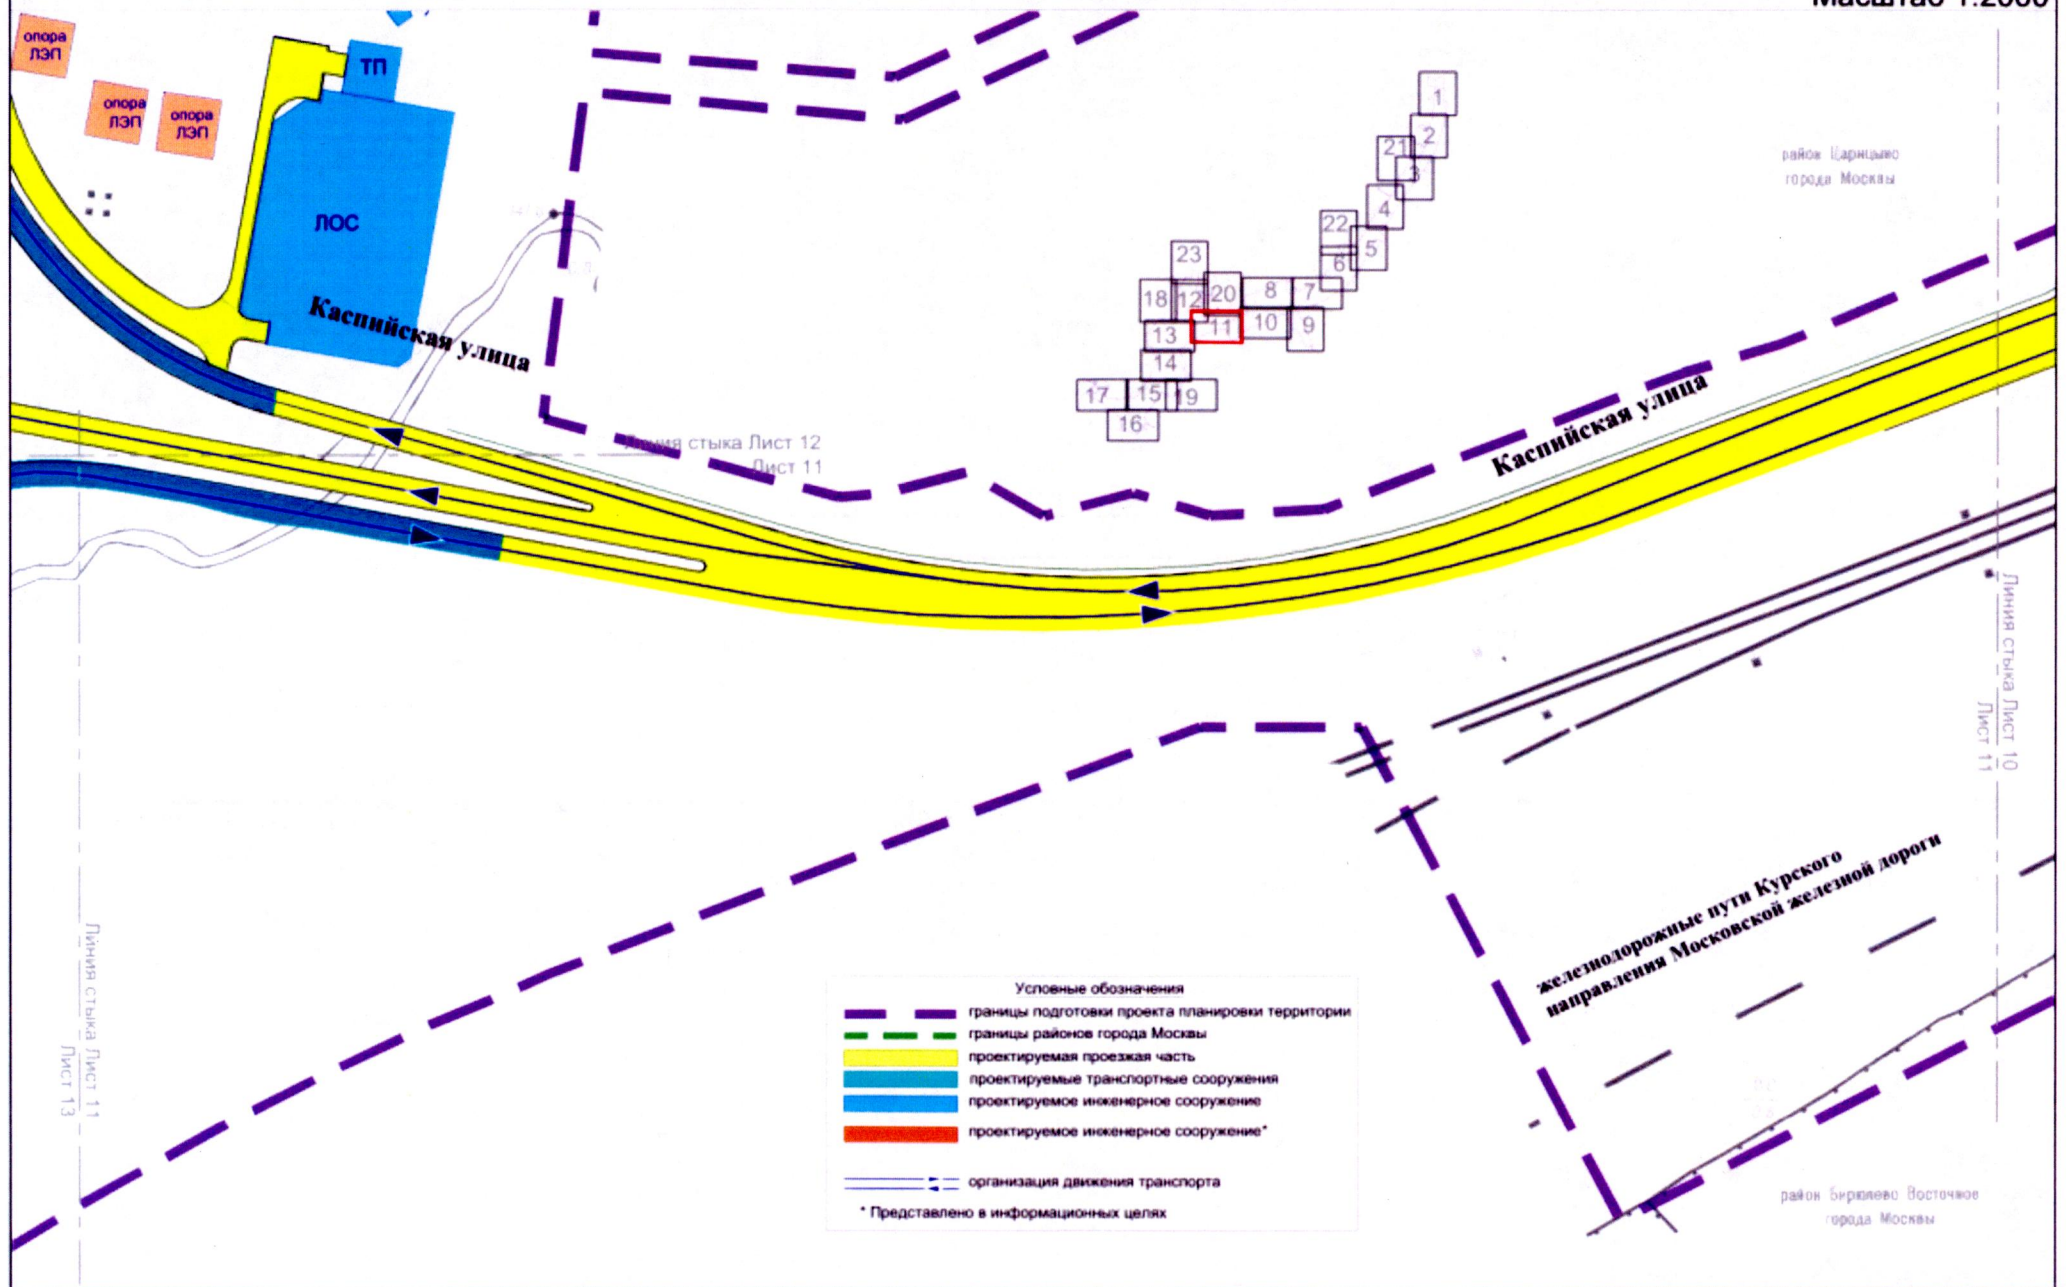 Масштаб 1:2000
опора
ЛЭП
опора
ЛЭП
опора
ЛЭП
ТП
ЛОС
Каспийская улица
1
2
21
3
4
22
5
6
23
18
12
20
8
7
13
11
10
9
14
17
15
19
16
район Царицыно
города Москвы
Каспийская улица
Линия стыка Лист 12
Лист 11
Линия стыка Лист 10
Лист 11
Линия стыка Лист 11
Лист 13
железнодорожные пути Курского
направления Московской железной дороги
Условные обозначения
границы подготовки проекта планировки территории
границы районов города Москвы
проектируемая проезжая часть
проектируемые транспортные сооружения
проектируемое инженерное сооружение
проектируемое инженерное сооружение*
организация движения транспорта
* Представлено в информационных целях
район Бирюлево Восточное
города Москвы